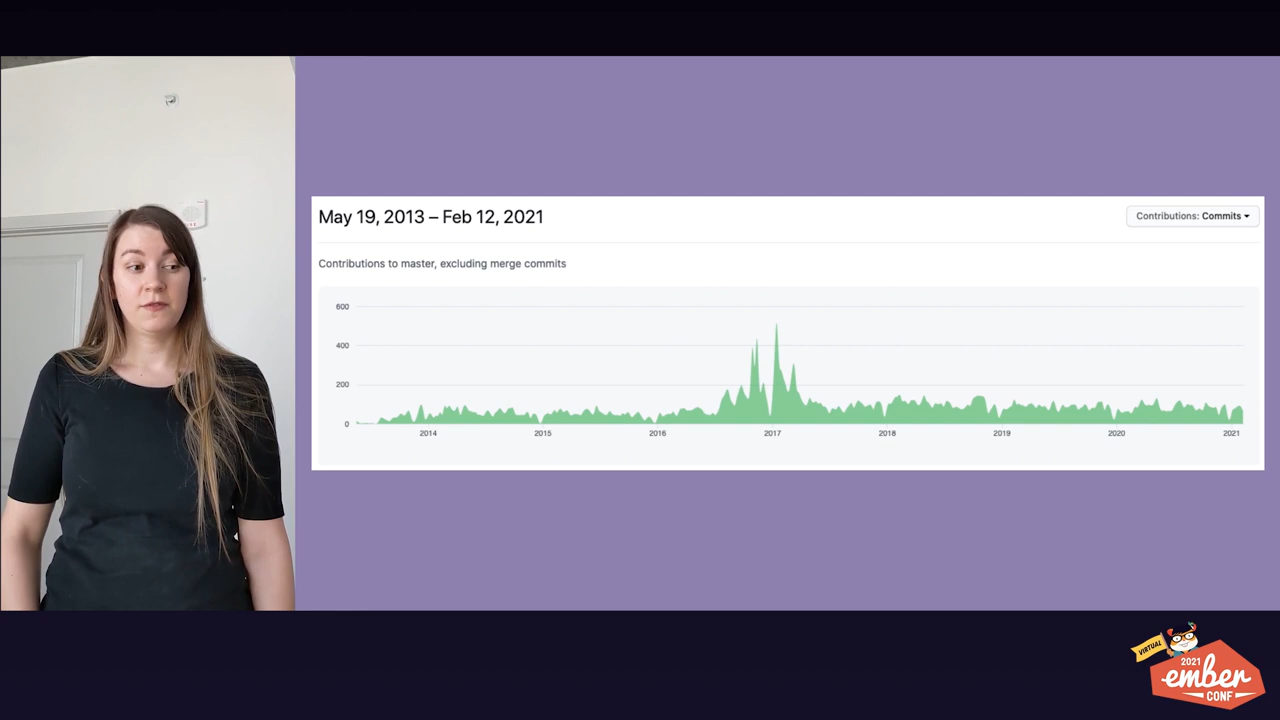 May 19, 2013 – Feb 12, 2021
Contributions: Commits
Contributions to master, excluding merge commits
600
400
200
0
2014 2015 2016 2017 2018 2019 2020 2021
VIRTUAL
2021
ember
CONF